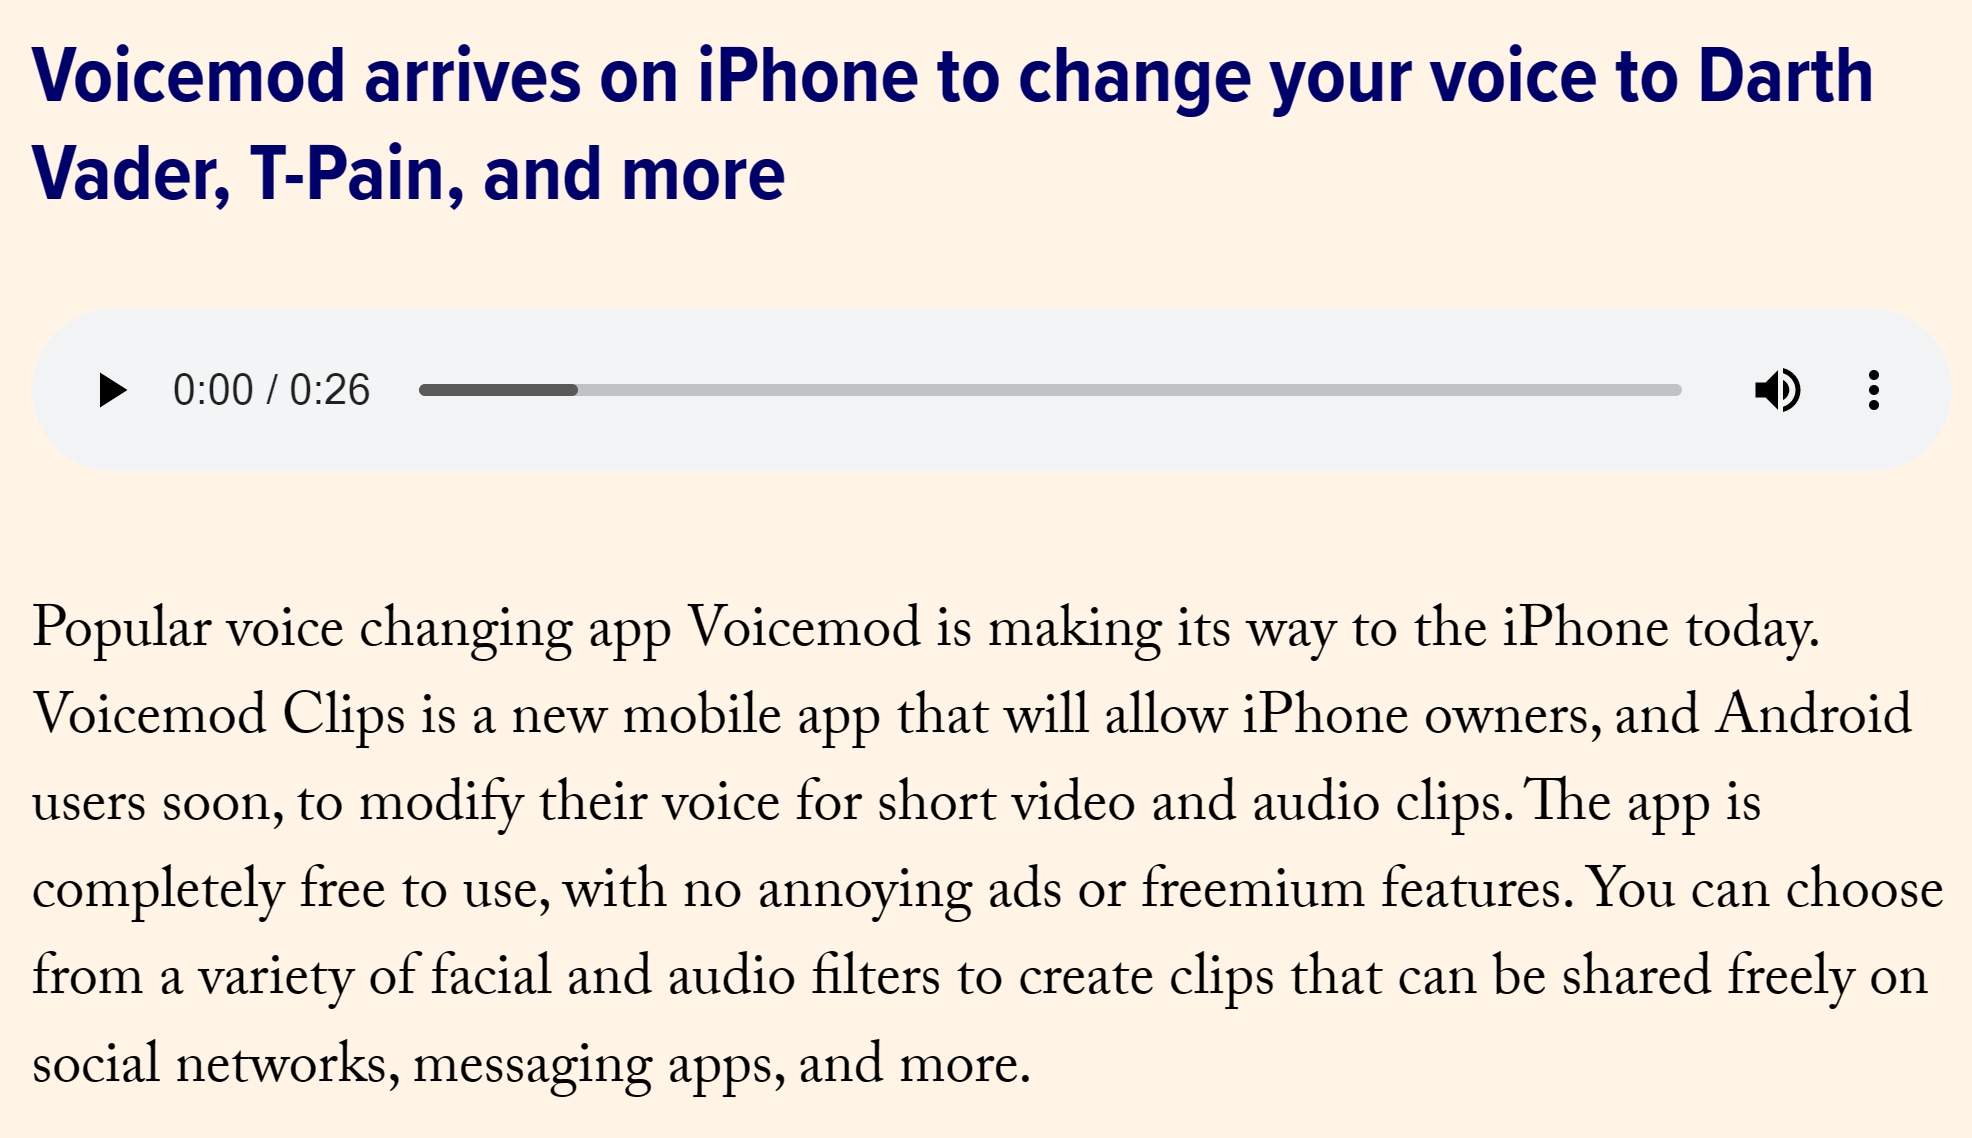 Voicemod arrives on iPhone to change your voice to Darth
Vader, T-Pain, and more
0:00 / 0:26
Popular voice changing app Voicemod is making its way to the iPhone today.
Voicemod Clips is a new mobile app that will allow iPhone owners, and Android
users soon, to modify their voice for short video and audio clips. The app is
completely free to use, with no annoying ads or freemium features. You can choose
from a variety of facial and audio filters to create clips that can be shared freely on
social networks, messaging apps, and more.